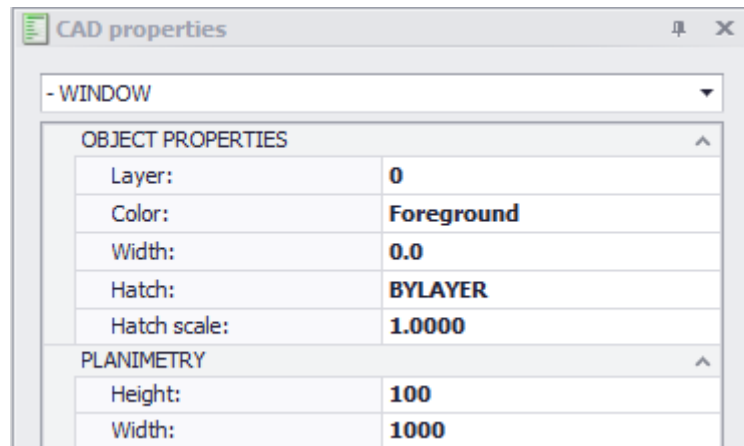 CAD properties
- WINDOW
OBJECT PROPERTIES
Layer: 0
Color: Foreground
Width: 0.0
Hatch: BYLAYER
Hatch scale: 1.0000
PLANIMETRY
Height: 100
Width: 1000